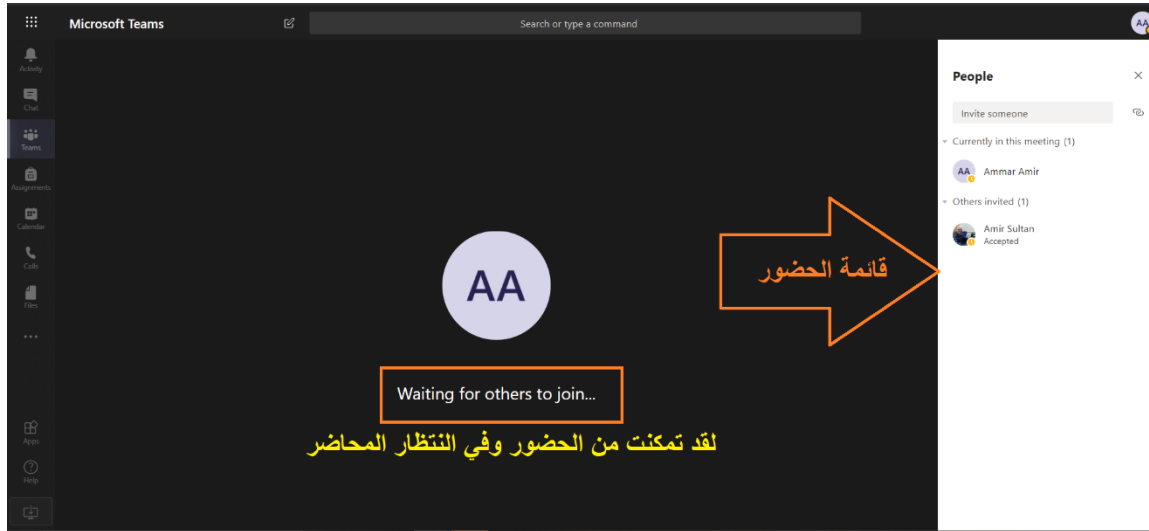 Microsoft Teams
Search or type a command
AA
Activity
Chat
Teams
Assignments
Calendar
Calls
Files
Apps
Help
AA
Waiting for others to join...
لقد تمكنت من الحضور وفي النتظار المحاضر
قائمة الحضور
People
Invite someone
Currently in this meeting (1)
AA Ammar Amir
Others invited (1)
Amir Sultan
Accepted